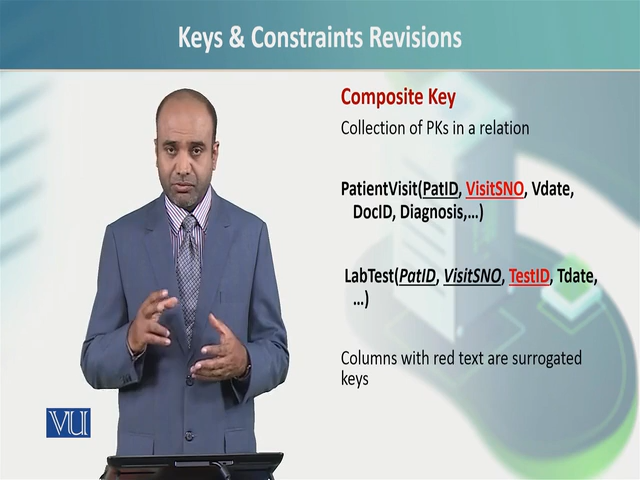 Keys & Constraints Revisions
Composite Key
Collection of PKs in a relation
PatientVisit(PatID, VisitSNO, Vdate,
DocID, Diagnosis,...)
LabTest(PatID, VisitSNO, TestID, Tdate,
...)
Columns with red text are surrogated
keys
VU